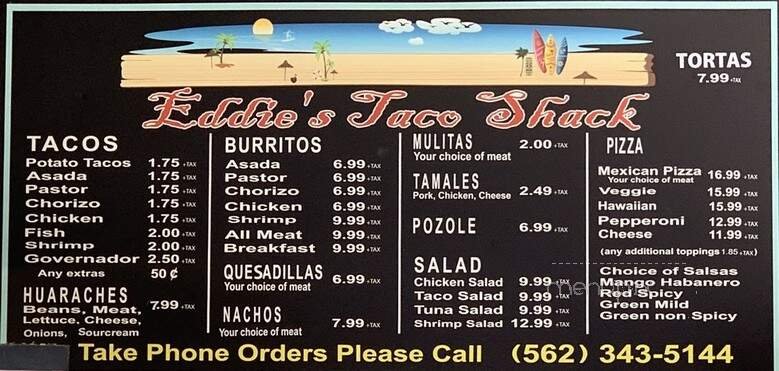 TORTAS
7.99 +TAX
Eddie's Taco Shack
TACOS
Potato Tacos 1.75 +TAX
Asada 1.75 +TAX
Pastor 1.75 +TAX
Chorizo 1.75 +TAX
Chicken 1.75 +TAX
Fish 2.00 +TAX
Shrimp 2.00 +TAX
Governador 2.50 +TAX
Any extras 50 ¢
HUARACHES 7.99 +TAX
Beans, Meat,
Lettuce, Cheese,
Onions, Sourcream
BURRITOS
Asada 6.99 +TAX
Pastor 6.99 +TAX
Chorizo 6.99 +TAX
Chicken 6.99 +TAX
Shrimp 9.99 +TAX
All Meat 9.99 +TAX
Breakfast 9.99 +TAX
QUESADILLAS 6.99 +TAX
Your choice of meat
NACHOS
Your choice of meat 7.99 +TAX
MULITAS 2.00 +TAX
Your choice of meat
TAMALES 2.49 +TAX
Pork, Chicken, Cheese
POZOLE 6.99 +TAX
SALAD
Chicken Salad 9.99 +TAX
Taco Salad 9.99 +TAX
Tuna Salad 9.99 +TAX
Shrimp Salad 12.99 +TAX
PIZZA
Mexican Pizza 16.99 +TAX
Your choice of meat
Veggie 15.99 +TAX
Hawaiian 15.99 +TAX
Pepperoni 12.99 +TAX
Cheese 11.99 +TAX
(any additional toppings 1.85 +TAX)
Choice of Salsas
Mango Habanero
Red Spicy
Green Mild
Green non Spicy
Take Phone Orders Please Call (562) 343-5144